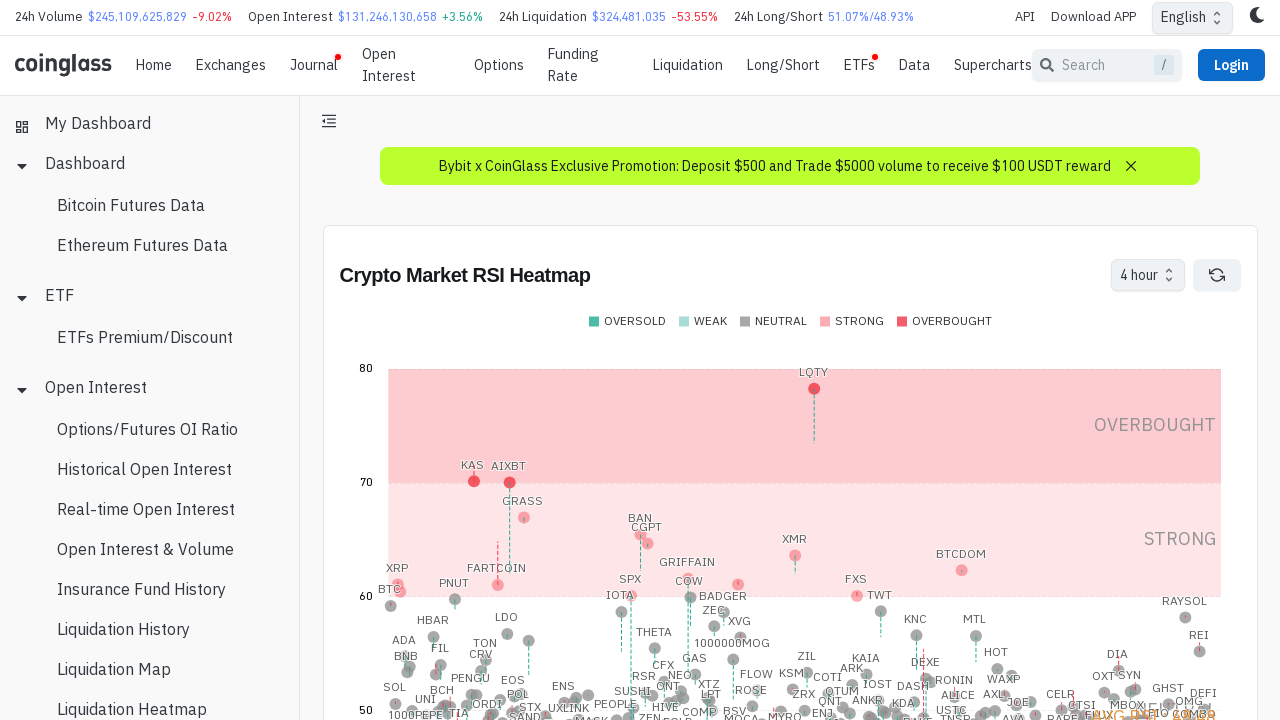 24h Volume $245,109,625,829 -9.02% Open Interest $131,246,130,658 +3.56% 24h Liquidation $324,481,035 -53.55% 24h Long/Short 51.07%/48.93% API Download APP English
coinglass Home Exchanges Journal Open Interest Options Funding Rate Liquidation Long/Short ETFs Data Supercharts Search / Login
My Dashboard
Dashboard
Bitcoin Futures Data
Ethereum Futures Data
ETF
ETFs Premium/Discount
Open Interest
Options/Futures OI Ratio
Historical Open Interest
Real-time Open Interest
Open Interest & Volume
Insurance Fund History
Liquidation History
Liquidation Map
Liquidation Heatmap
Bybit x CoinGlass Exclusive Promotion: Deposit $500 and Trade $5000 volume to receive $100 USDT reward
Crypto Market RSI Heatmap 4 hour
OVERSOLD WEAK NEUTRAL STRONG OVERBOUGHT
80
LQTY
OVERBOUGHT
KAS AIXBT
70
GRASS
BAN
CGPT
XMR STRONG
BTCDOM
GRIFFAIN
XRP FARTCOIN
PNUT SPX COW FXS
BTC
60
IOTA BADGER TWT
RAYSOL
ZEC
HBAR LDO XVG KNC MTL
THETA REI
ADA FIL TON 1000000MOG
BNB CRV GAS ZIL KAIA DEXE HOT DIA
CFX ARK
PENGU EOS RSR NEO FLOW KSM COTI RONIN WAXP OXT SYN
SOL BCH POL ENS SUSHI ONT XTZ LPT ROSE ZRX QTUM IOST DASH ALICE AXL CELR GHST DEFI
UNI ORDI STX UXLINK PEOPLE HIVE COMP BSV ENJ ANKR KDA USTC JOE CTSI MBOX OMG
50
1000PEPE SAND MASK ZEN MOCA MYRO